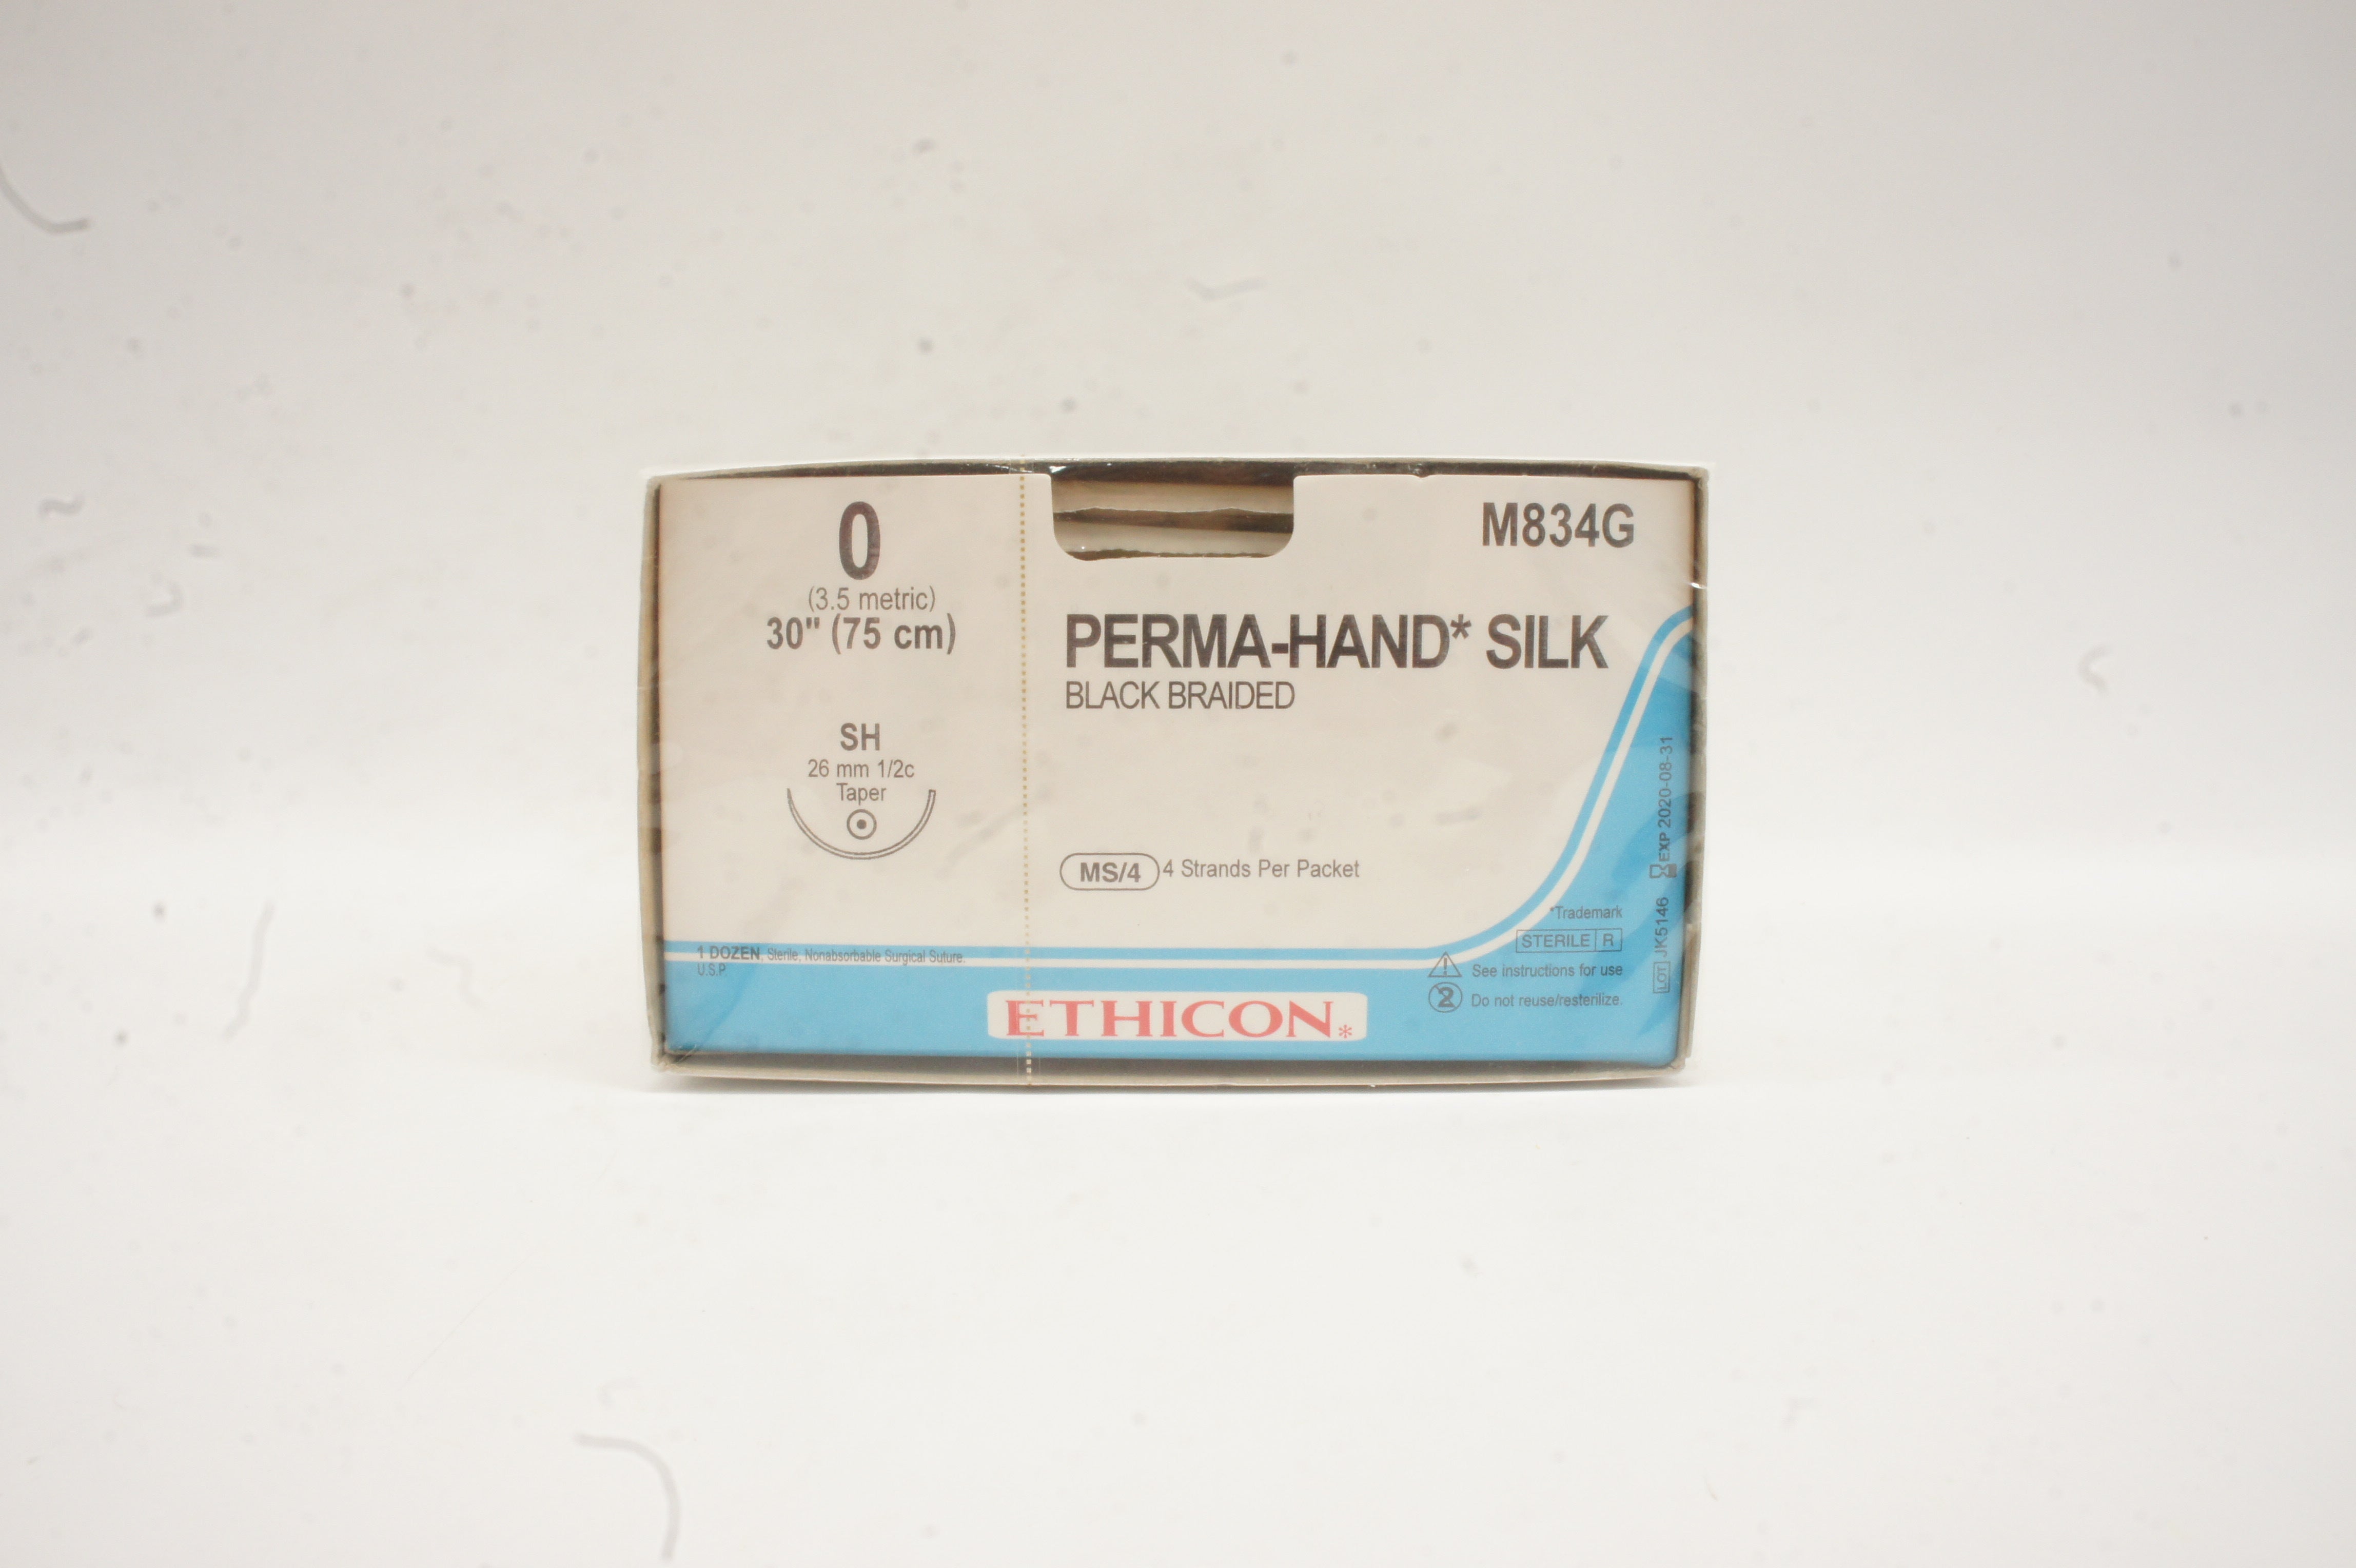 0
(3.5 metric)
30" (75 cm)
SH
26 mm 1/2c
Taper
M834G
PERMA-HAND* SILK
BLACK BRAIDED
MS/4 4 Strands Per Packet
1 DOZEN, Sterile, Nonabsorbable Surgical Suture.
U.S.P.
ETHICON*
*Trademark
STERILE R
See instructions for use
2 Do not reuse/resterilize.
LOT JK5146 EXP 2020-08-31